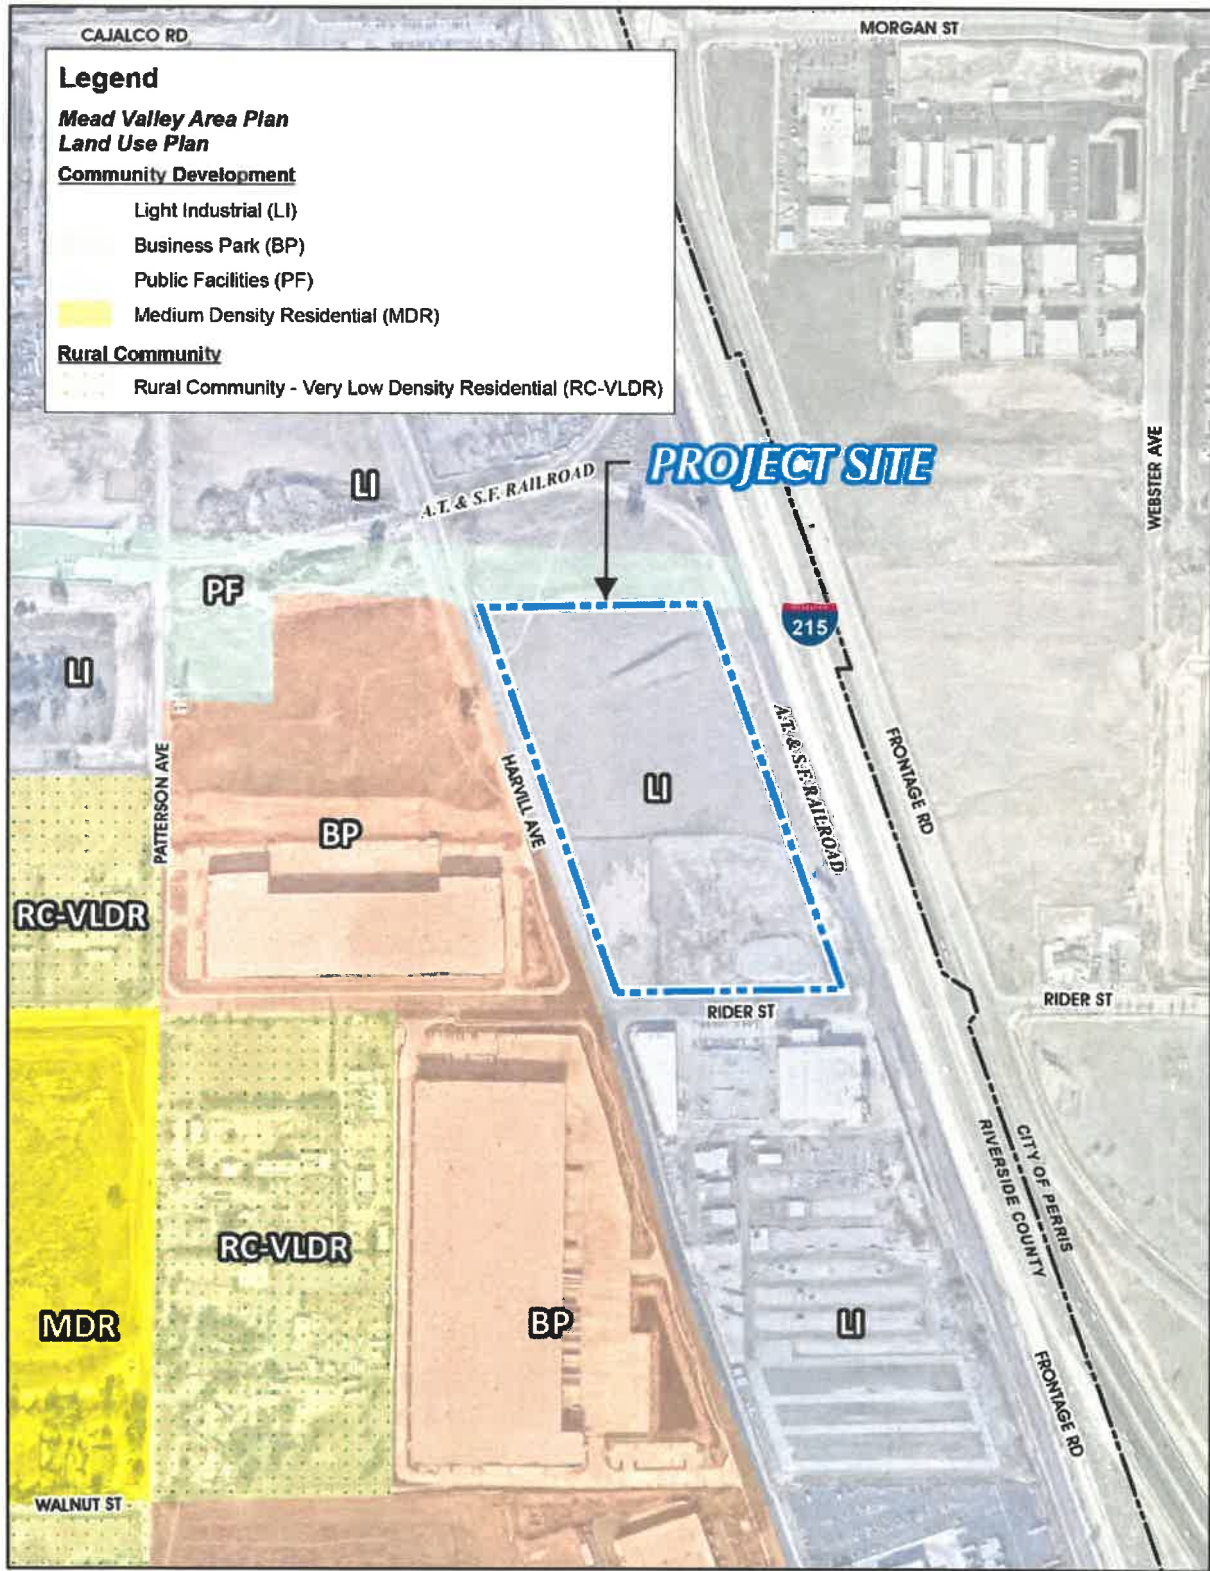 CAJALCO RD
MORGAN ST
Legend
Mead Valley Area Plan
Land Use Plan
Community Development
Light Industrial (LI)
Business Park (BP)
Public Facilities (PF)
Medium Density Residential (MDR)
Rural Community
Rural Community - Very Low Density Residential (RC-VLDR)
WEBSTER AVE
PROJECT SITE
LI
A.T. & S.F. RAILROAD
PF
215
LI
A.T. & S.F. RAILROAD
FRONTAGE RD
PATTERSON AVE
HARVILL AVE
LI
BP
RC-VLDR
RIDER ST
RIDER ST
CITY OF PERRIS
RIVERSIDE COUNTY
RC-VLDR
MDR
BP
LI
FRONTAGE RD
WALNUT ST